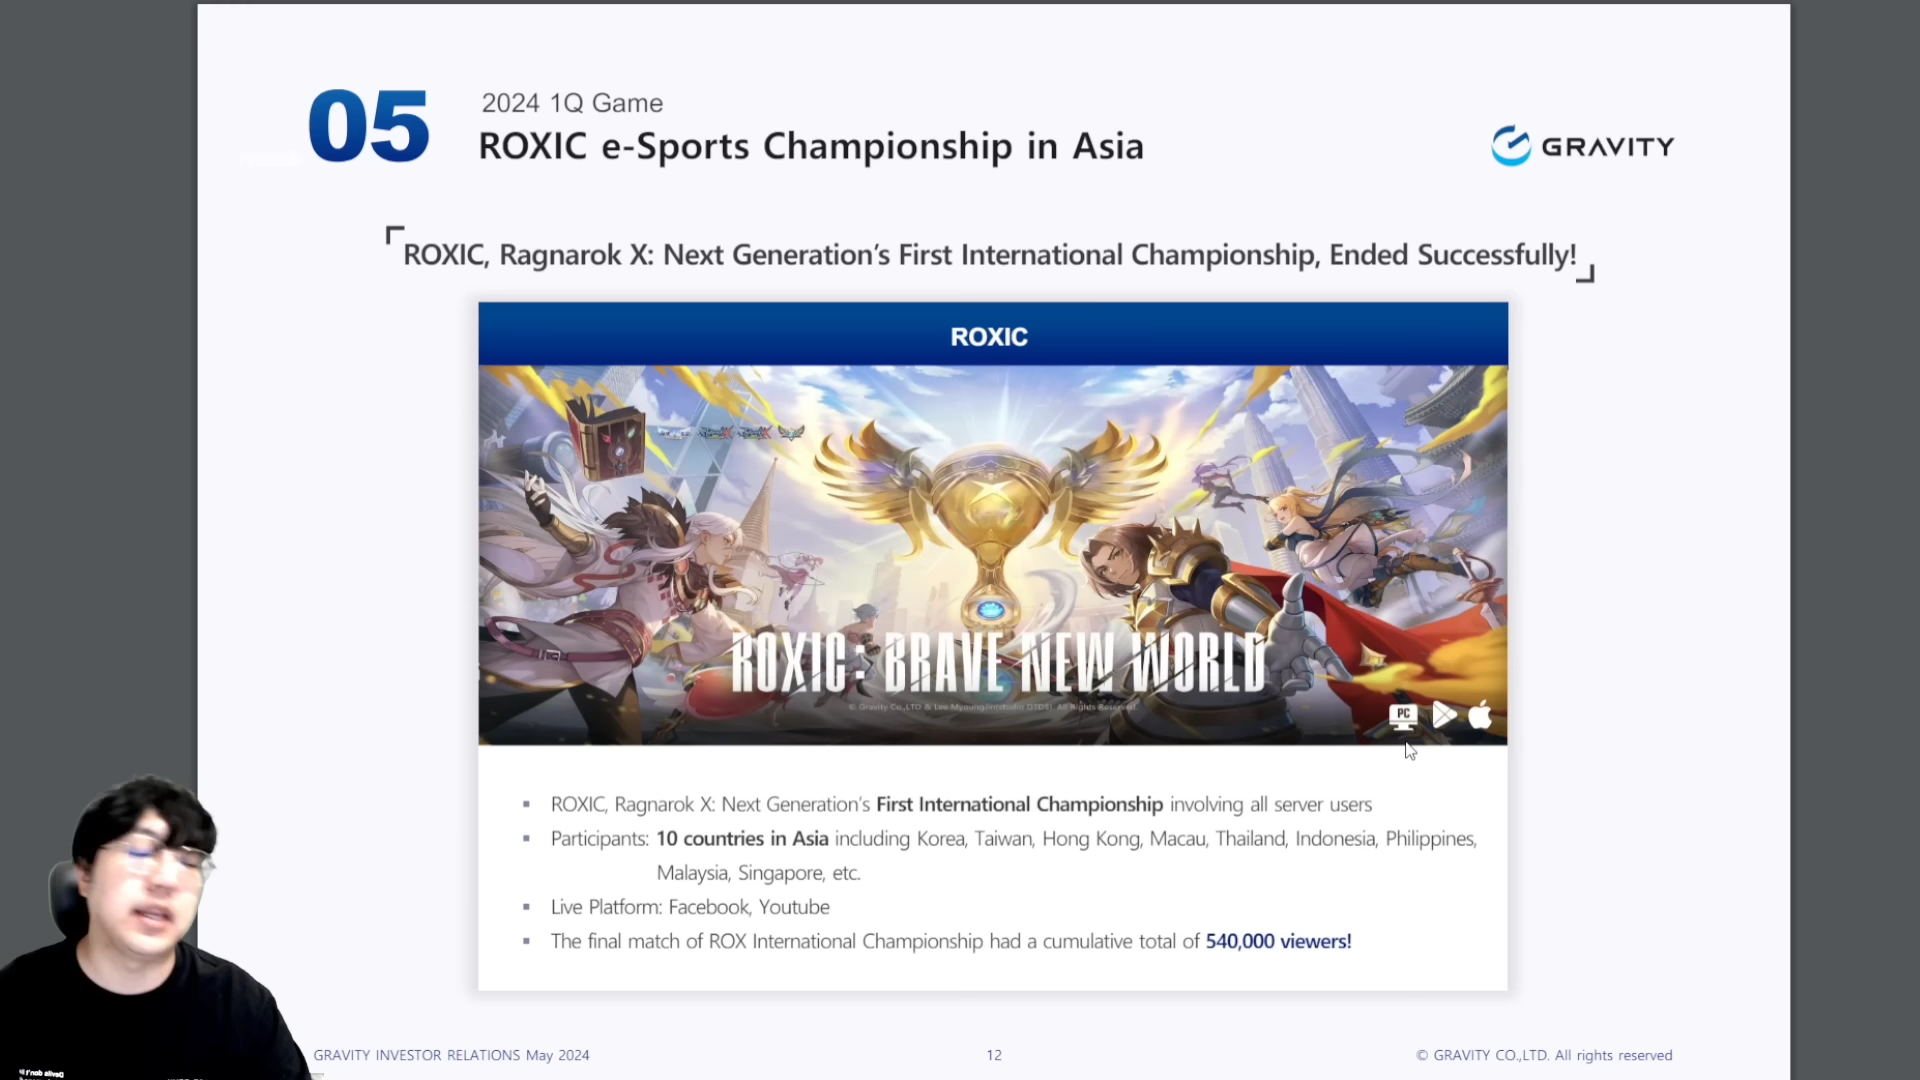 05
2024 1Q Game
ROXIC e-Sports Championship in Asia
GRAVITY
「ROXIC, Ragnarok X: Next Generation’s First International Championship, Ended Successfully!」
ROXIC
ROXIC: BRAVE NEW WORLD
PC
▪ ROXIC, Ragnarok X: Next Generation’s First International Championship involving all server users
▪ Participants: 10 countries in Asia including Korea, Taiwan, Hong Kong, Macau, Thailand, Indonesia, Philippines,
Malaysia, Singapore, etc.
▪ Live Platform: Facebook, Youtube
▪ The final match of ROX International Championship had a cumulative total of 540,000 viewers!
GRAVITY INVESTOR RELATIONS May 2024
12
© GRAVITY CO.,LTD. All rights reserved